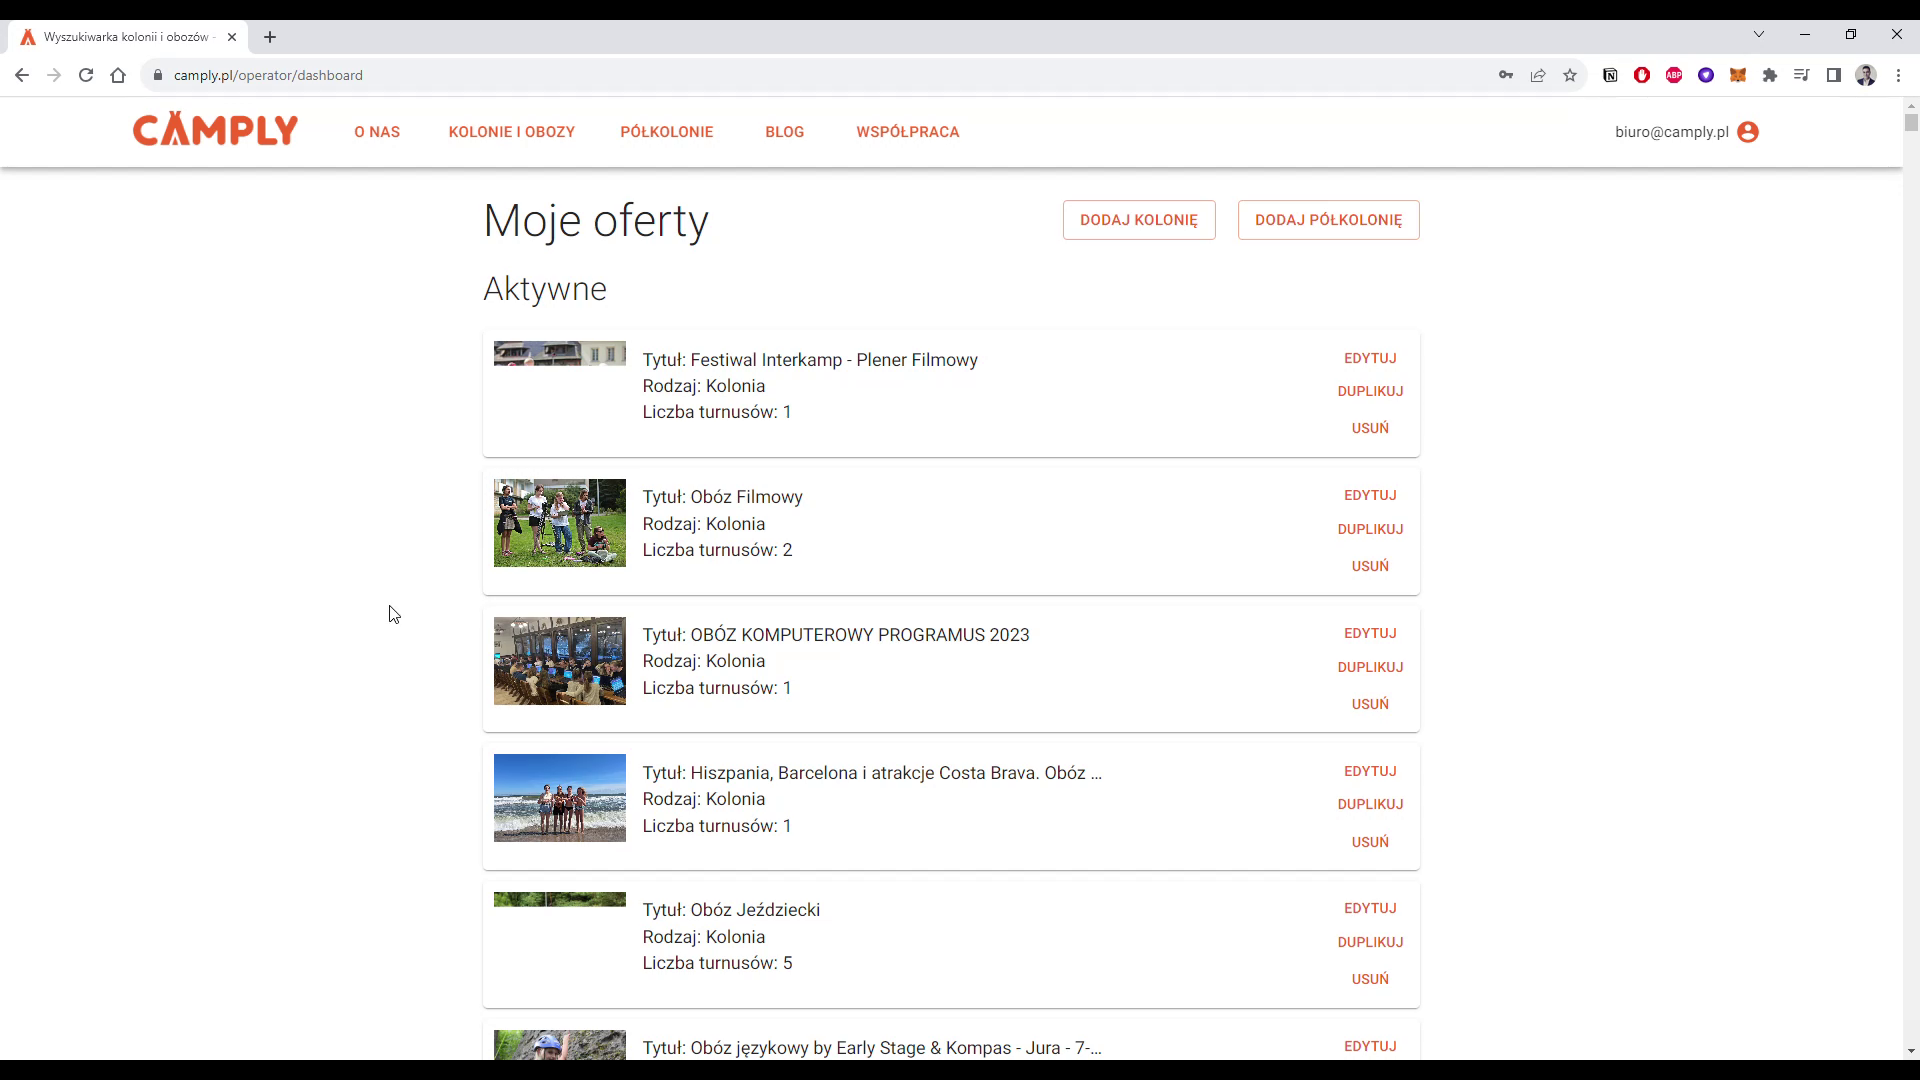 Wyszukiwarka kolonii i obozów -
camply.pl/operator/dashboard
ABP
CAMPLY
O NAS
KOLONIE I OBOZY
PÓŁKOLONIE
BLOG
WSPÓŁPRACA
biuro@camply.pl
Moje oferty
DODAJ KOLONIĘ
DODAJ PÓŁKOLONIĘ
Aktywne
Tytuł: Festiwal Interkamp - Plener Filmowy
Rodzaj: Kolonia
Liczba turnusów: 1
EDYTUJ
DUPLIKUJ
USUŃ
Tytuł: Obóz Filmowy
Rodzaj: Kolonia
Liczba turnusów: 2
EDYTUJ
DUPLIKUJ
USUŃ
Tytuł: OBÓZ KOMPUTEROWY PROGRAMUS 2023
Rodzaj: Kolonia
Liczba turnusów: 1
EDYTUJ
DUPLIKUJ
USUŃ
Tytuł: Hiszpania, Barcelona i atrakcje Costa Brava. Obóz ...
Rodzaj: Kolonia
Liczba turnusów: 1
EDYTUJ
DUPLIKUJ
USUŃ
Tytuł: Obóz Jeździecki
Rodzaj: Kolonia
Liczba turnusów: 5
EDYTUJ
DUPLIKUJ
USUŃ
Tytuł: Obóz językowy by Early Stage & Kompas - Jura - 7-...
EDYTUJ